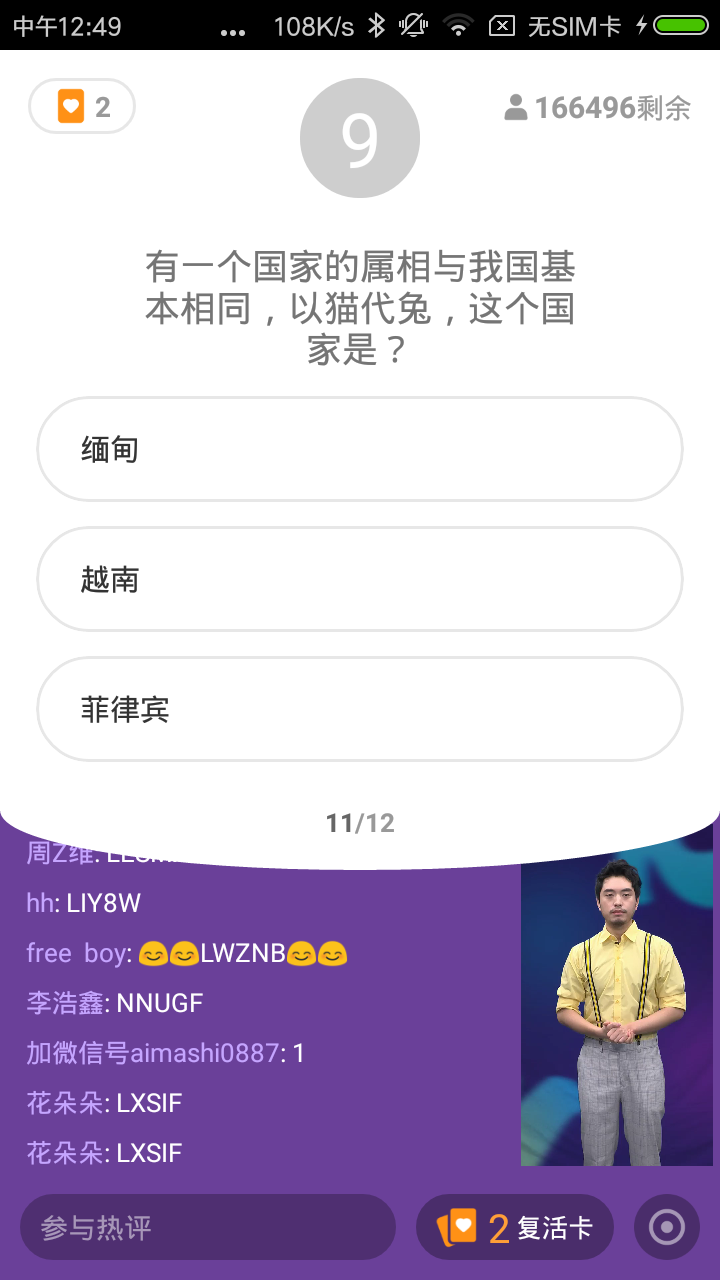 中午12:49 ... 108K/s 无SIM卡
2 9 166496剩余
有一个国家的属相与我国基
本相同，以猫代兔，这个国
家是？
缅甸
越南
菲律宾
11/12
周Z维:
hh: LIY8W
free boy: 😊😊LWZNB😊😊
李浩鑫: NNUGF
加微信号aimashi0887: 1
花朵朵: LXSIF
花朵朵: LXSIF
参与热评 2 复活卡